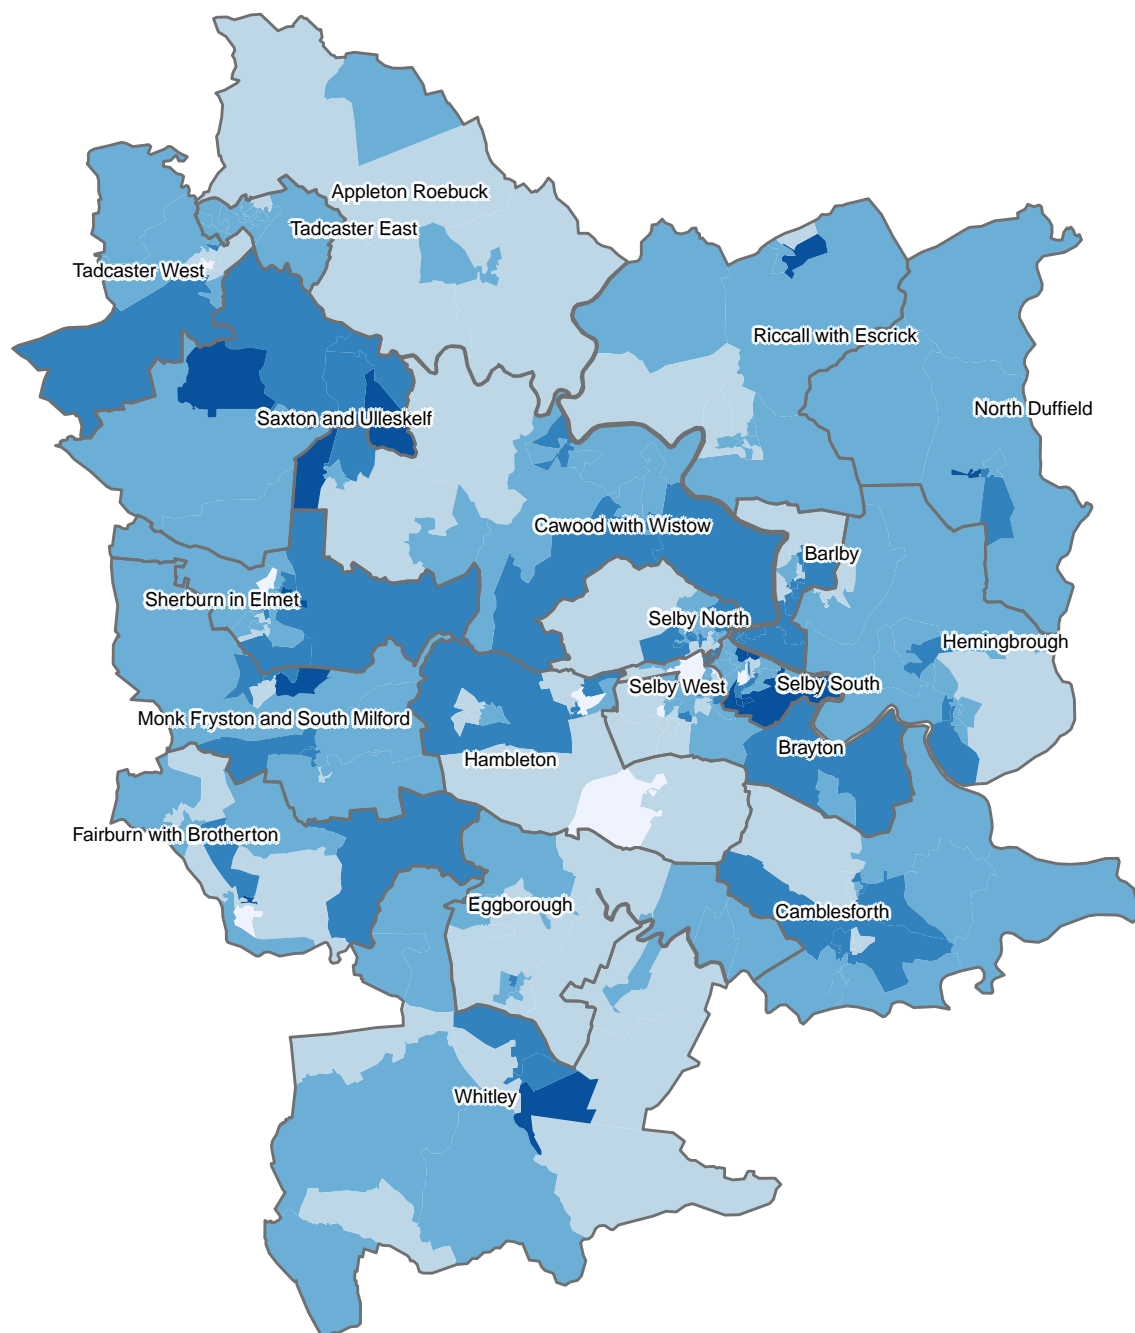 Appleton Roebuck
Tadcaster East
Tadcaster West
Riccall with Escrick
North Duffield
Saxton and Ulleskelf
Cawood with Wistow
Barlby
Sherburn in Elmet
Selby North
Hemingbrough
Selby West
Selby South
Monk Fryston and South Milford
Brayton
Hambleton
Fairburn with Brotherton
Eggborough
Camblesforth
Whitley